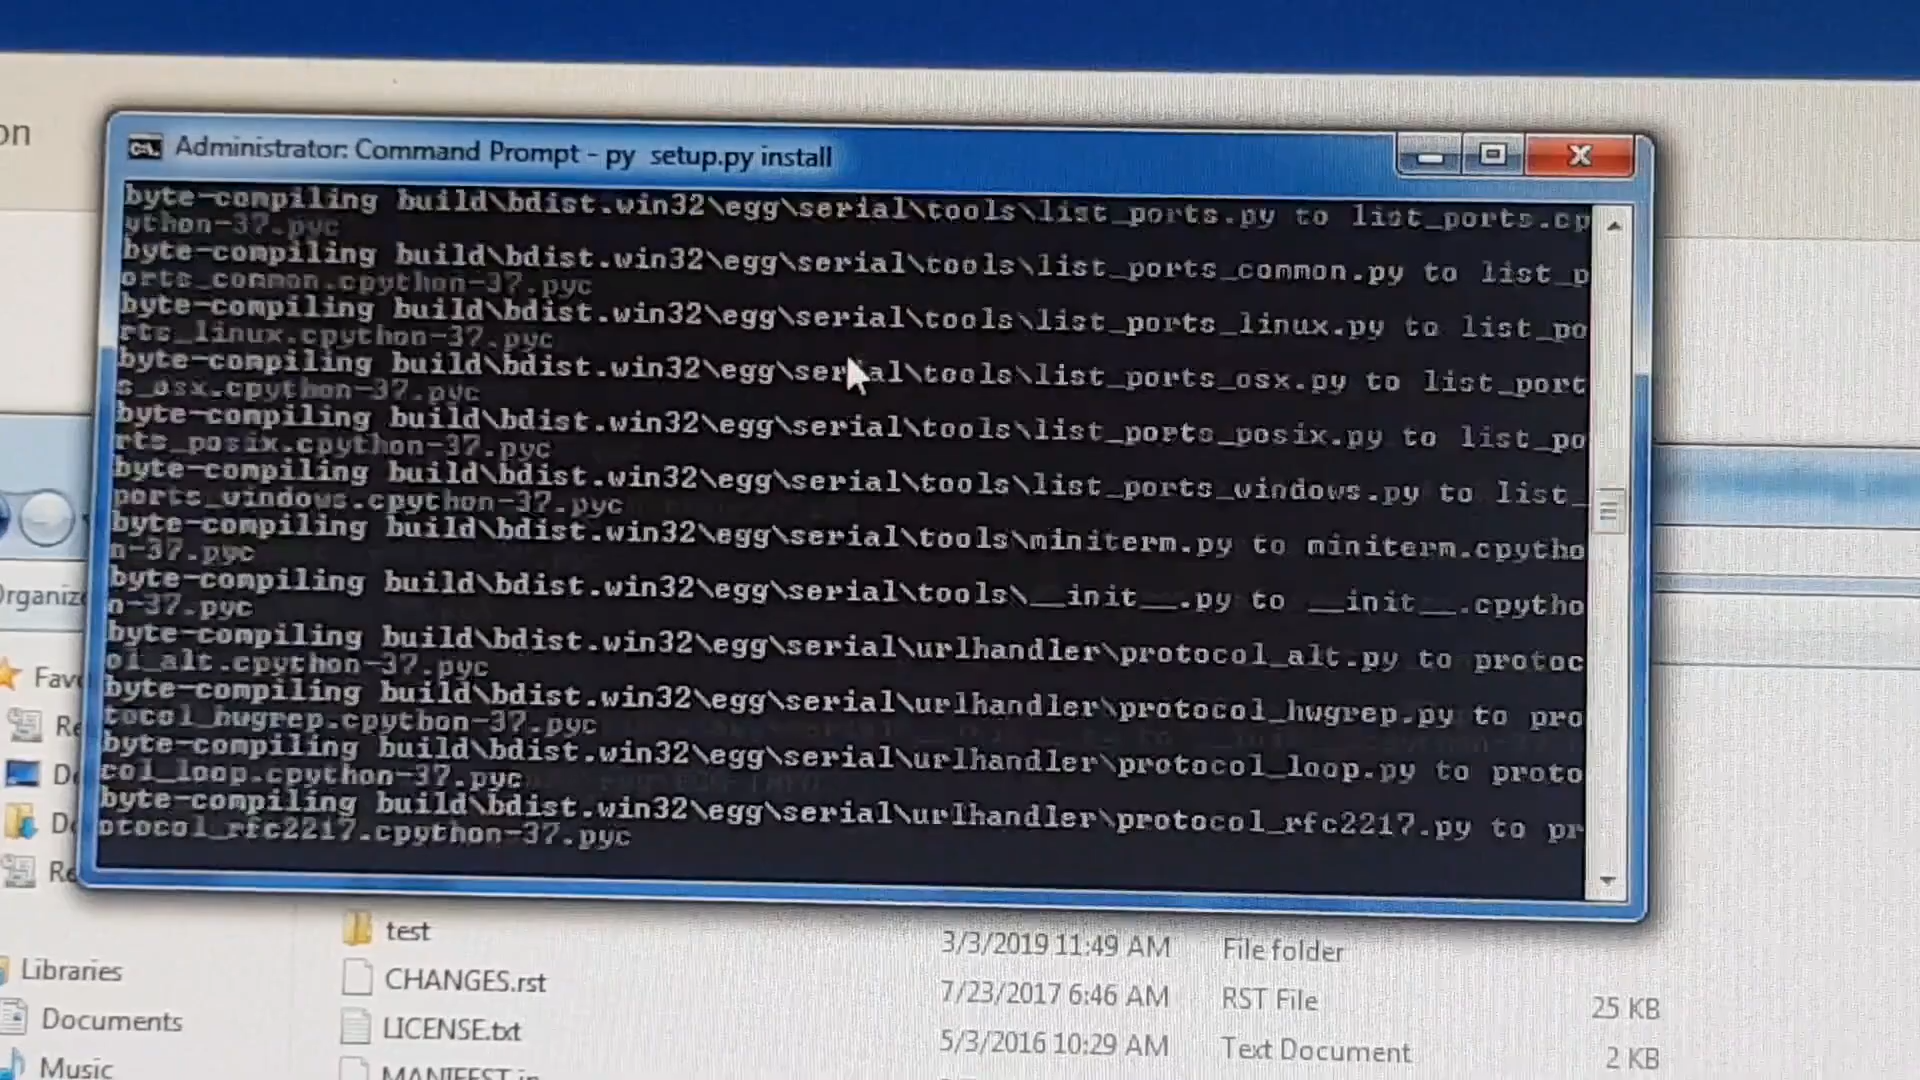 on
Administrator: Command Prompt - py  setup.py install
byte-compiling build\bdist.win32\egg\serial\tools\list_ports.py to list_ports.cp
ython-37.pyc
byte-compiling build\bdist.win32\egg\serial\tools\list_ports_common.py to list_p
orts_common.cpython-37.pyc
byte-compiling build\bdist.win32\egg\serial\tools\list_ports_linux.py to list_po
rts_linux.cpython-37.pyc
byte-compiling build\bdist.win32\egg\serial\tools\list_ports_osx.py to list_port
s_osx.cpython-37.pyc
byte-compiling build\bdist.win32\egg\serial\tools\list_ports_posix.py to list_po
rts_posix.cpython-37.pyc
byte-compiling build\bdist.win32\egg\serial\tools\list_ports_windows.py to list_
ports_windows.cpython-37.pyc
byte-compiling build\bdist.win32\egg\serial\tools\miniterm.py to miniterm.cpytho
n-37.pyc
byte-compiling build\bdist.win32\egg\serial\tools\__init__.py to __init__.cpytho
n-37.pyc
byte-compiling build\bdist.win32\egg\serial\urlhandler\protocol_alt.py to protoc
ol_alt.cpython-37.pyc
byte-compiling build\bdist.win32\egg\serial\urlhandler\protocol_hwgrep.py to pro
tocol_hwgrep.cpython-37.pyc
byte-compiling build\bdist.win32\egg\serial\urlhandler\protocol_loop.py to proto
col_loop.cpython-37.pyc
byte-compiling build\bdist.win32\egg\serial\urlhandler\protocol_rfc2217.py to pr
otocol_rfc2217.cpython-37.pyc
Organize
Fav
Re
De
Do
Re
Libraries
Documents
Music
test 3/3/2019 11:49 AM File folder
CHANGES.rst 7/23/2017 6:46 AM RST File 25 KB
LICENSE.txt 5/3/2016 10:29 AM Text Document 2 KB
MANIFEST.in